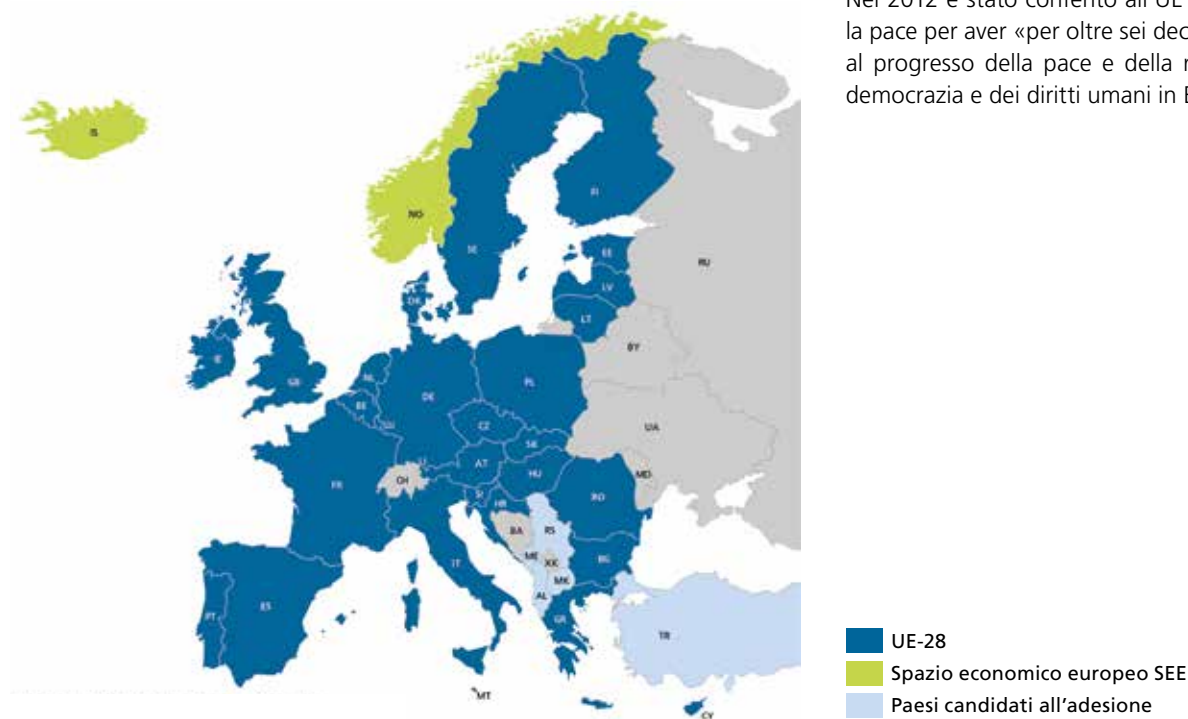 Nel 2012 è stato conferito all'UE
la pace per aver «per oltre sei dec
al progresso della pace e della
democrazia e dei diritti umani in E
IS
NO
SE
FI
RU
EE
LV
LT
DK
BY
IE
GB
NL
BE
LU
DE
PL
UA
CZ
SK
MD
FR
CH
LI
AT
HU
RO
SI
HR
BA
RS
ME
XK
BG
MK
AL
IT
PT
ES
GR
TR
MT
CY
UE-28
Spazio economico europeo SEE
Paesi candidati all'adesione